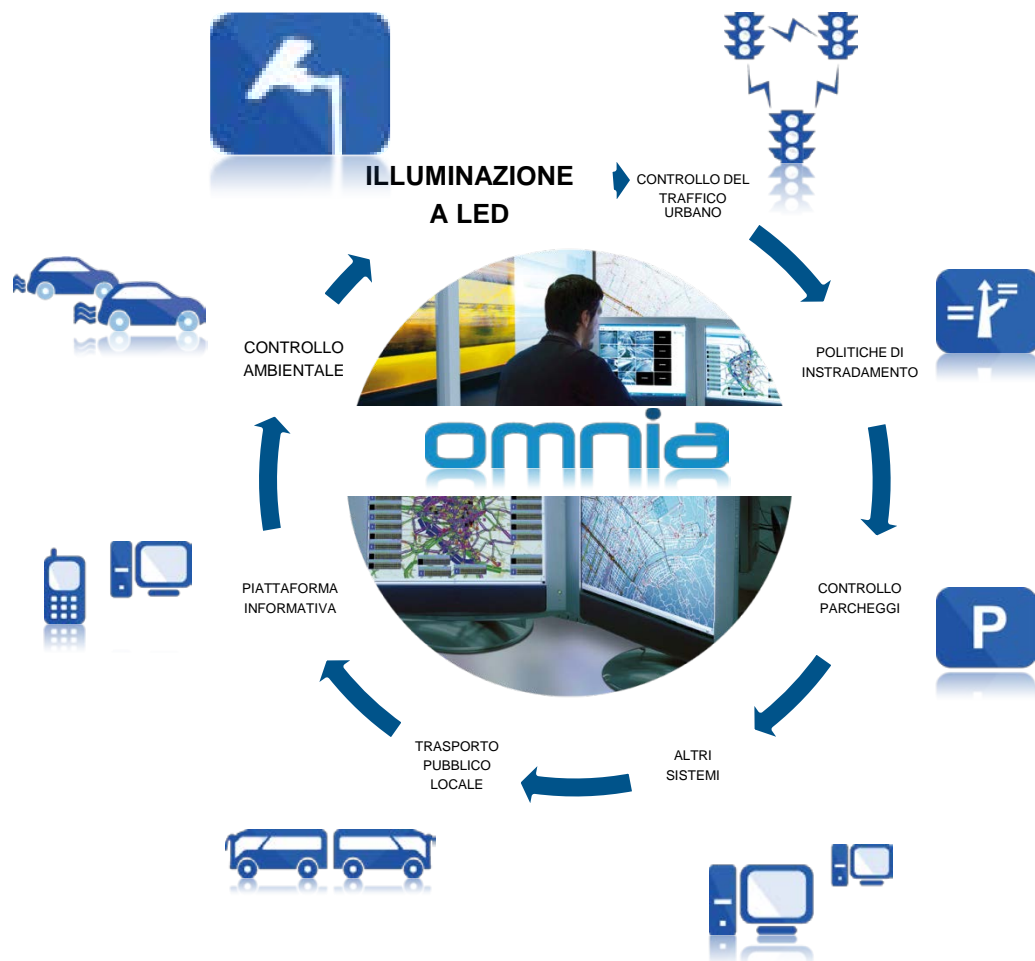 ILLUMINAZIONE
A LED
CONTROLLO DEL
TRAFFICO
URBANO
POLITICHE DI
INSTRADAMENTO
CONTROLLO
PARCHEGGI
P
ALTRI
SISTEMI
TRASPORTO
PUBBLICO
LOCALE
PIATTAFORMA
INFORMATIVA
CONTROLLO
AMBIENTALE
omnia